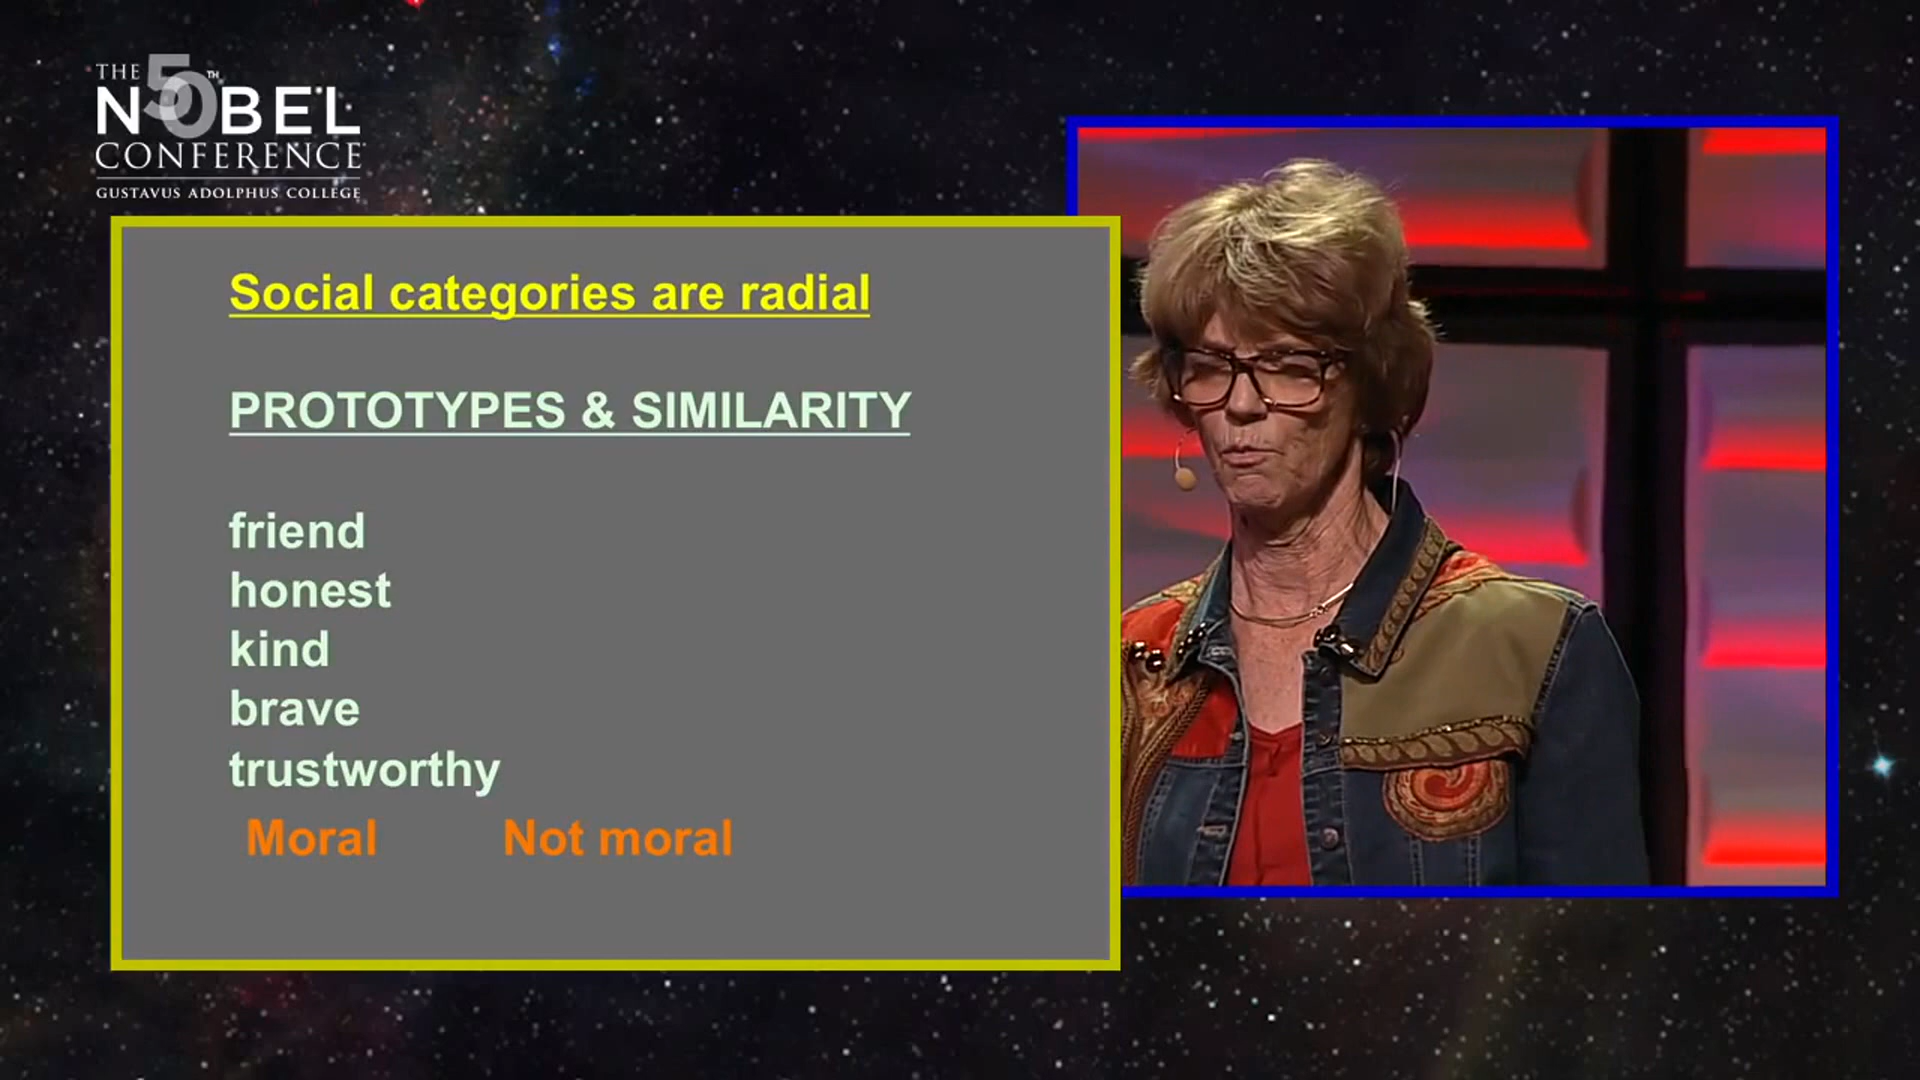 THE 50TH
NOBEL
CONFERENCE
GUSTAVUS ADOLPHUS COLLEGE
Social categories are radial
PROTOTYPES & SIMILARITY
friend
honest
kind
brave
trustworthy
Moral Not moral